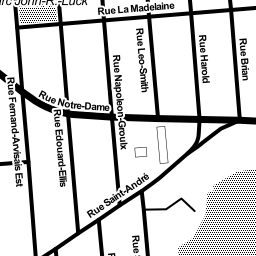 Parc John-R.-Luck
Rue La Madelaine
Rue Leo-Smith
Rue Harold
Rue Brian
Rue Napoleon-Groulx
Rue Notre-Dame
Rue Fernand-Arvisais Est
Rue Edouard-Ellis
Rue Saint-André